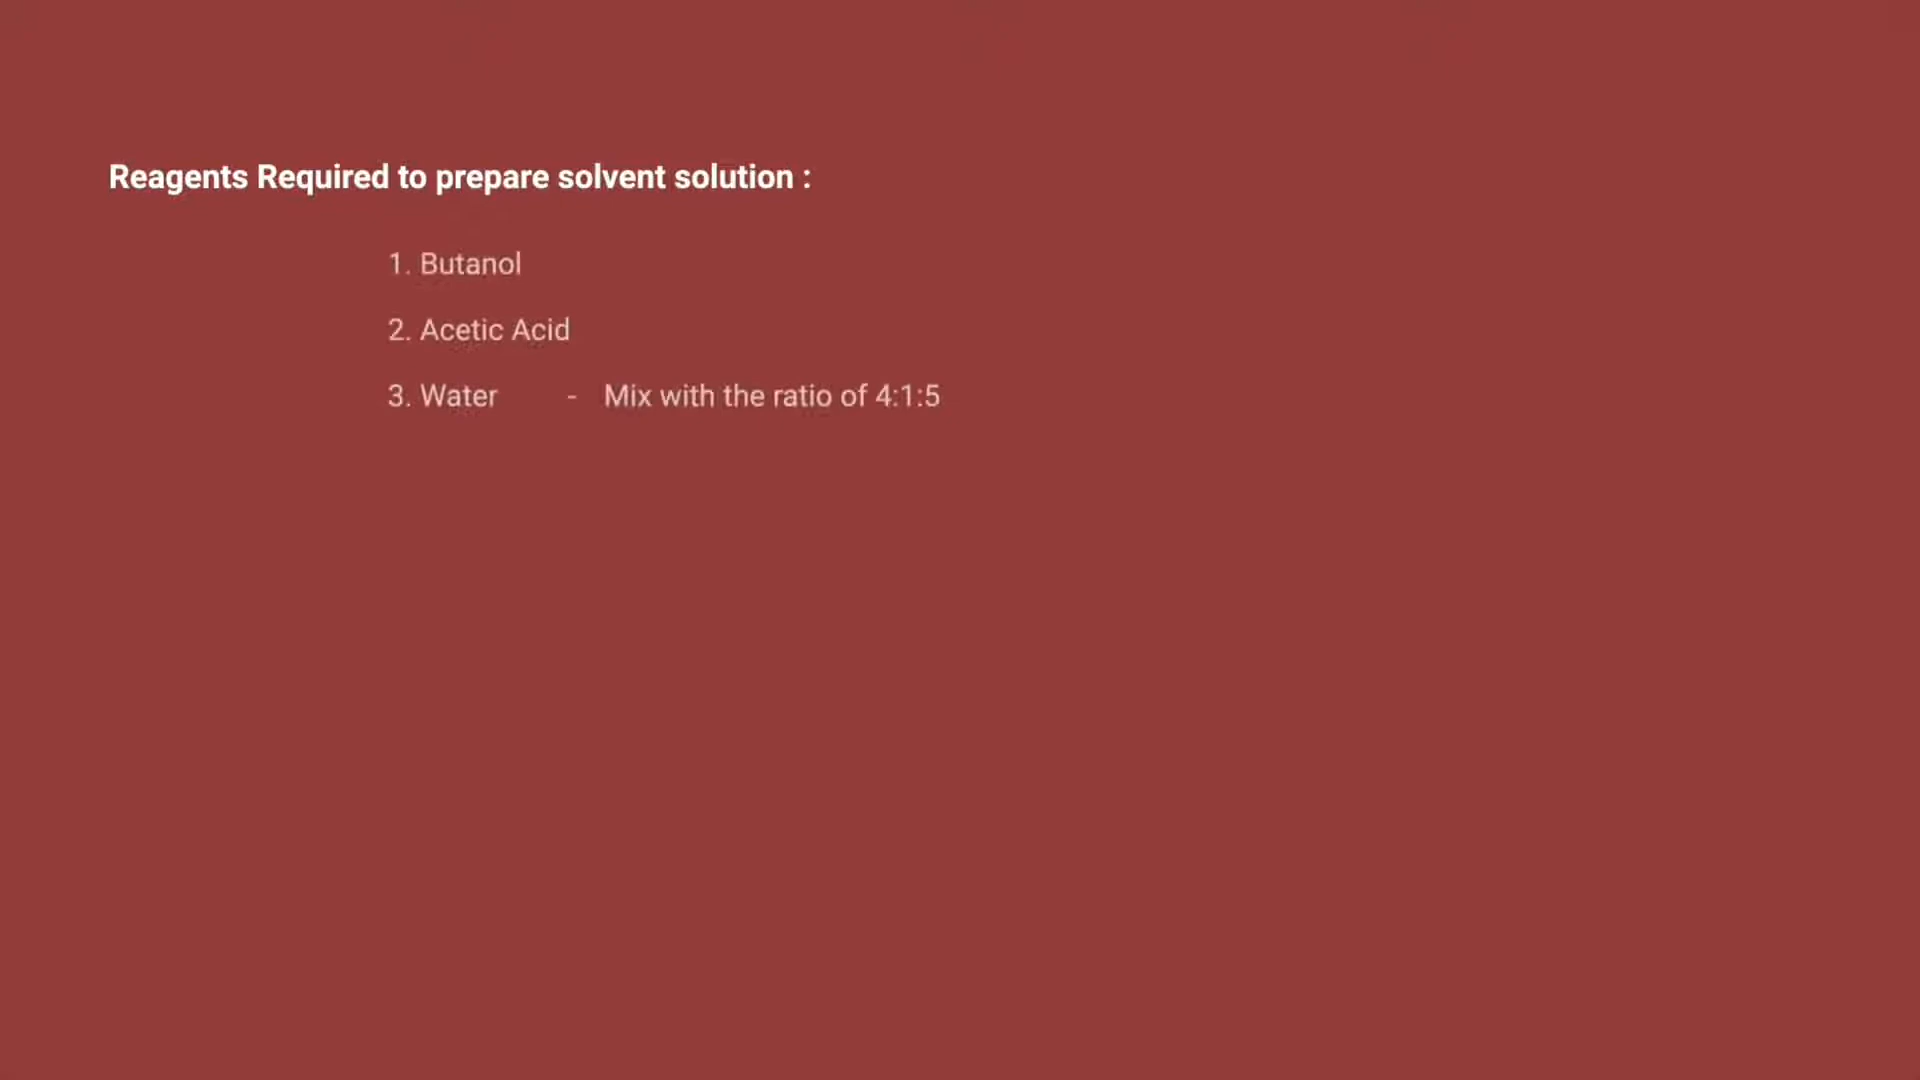 Reagents Required to prepare solvent solution :
1. Butanol
2. Acetic Acid
3. Water - Mix with the ratio of 4:1:5